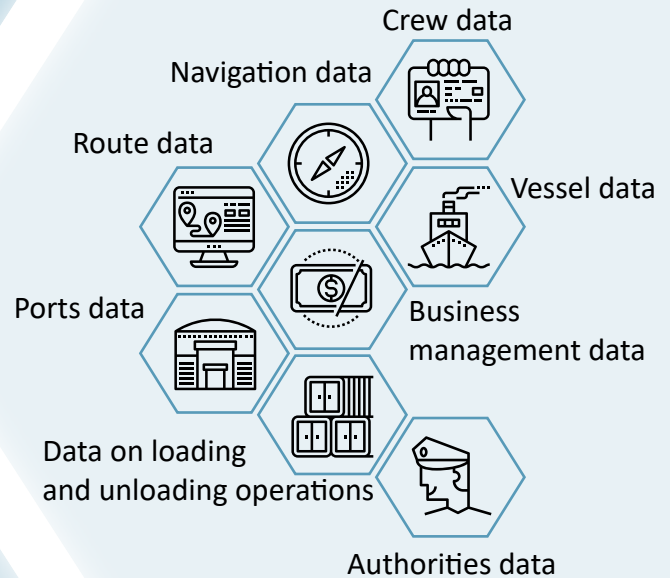 Crew data
Navigation data
Route data
Vessel data
Ports data
Business
management data
Data on loading
and unloading operations
Authorities data